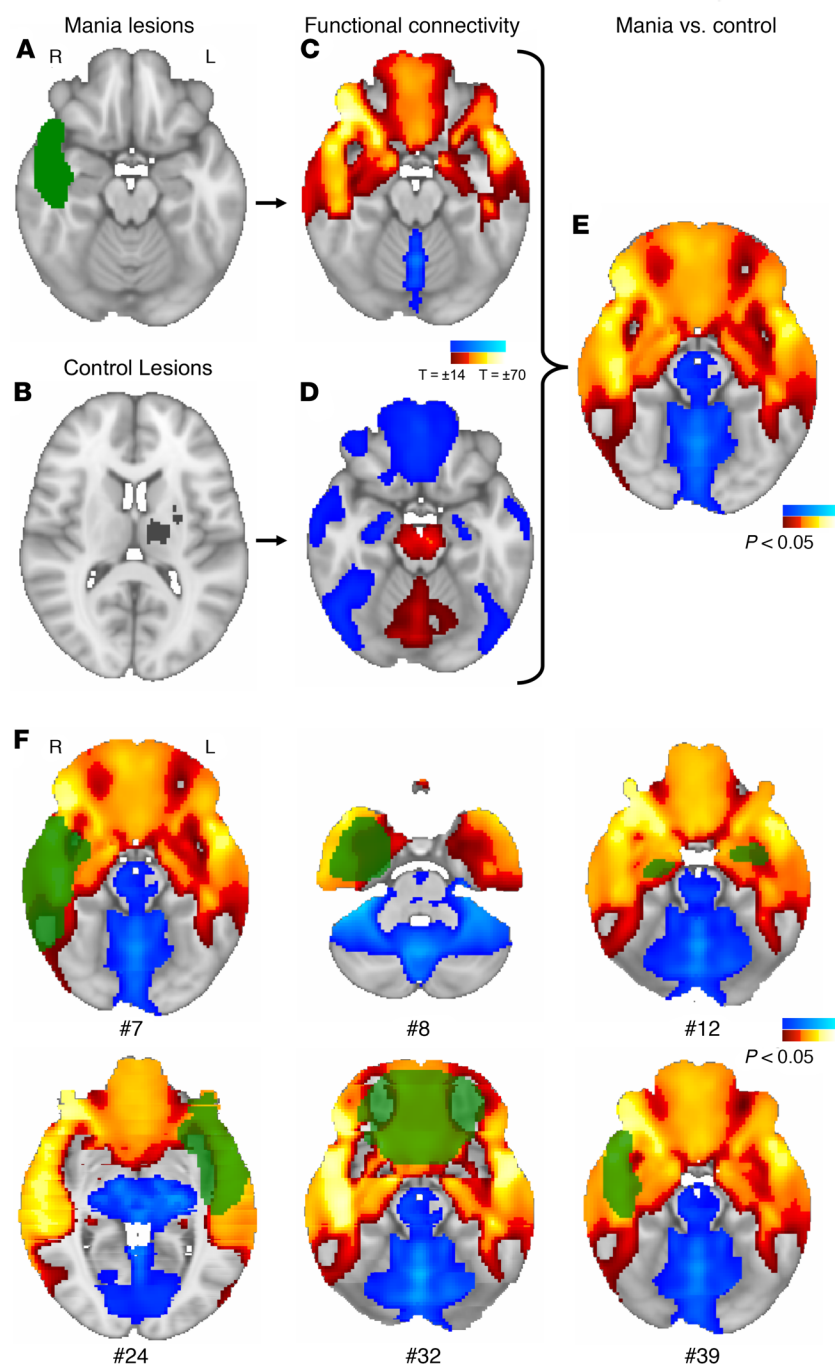 Mania lesions
Functional connectivity
Mania vs. control
A
R
L
C
E
T = ±14 T = ±70
Control Lesions
B
D
P < 0.05
F
R
L
#7
#8
#12
P < 0.05
#24
#32
#39